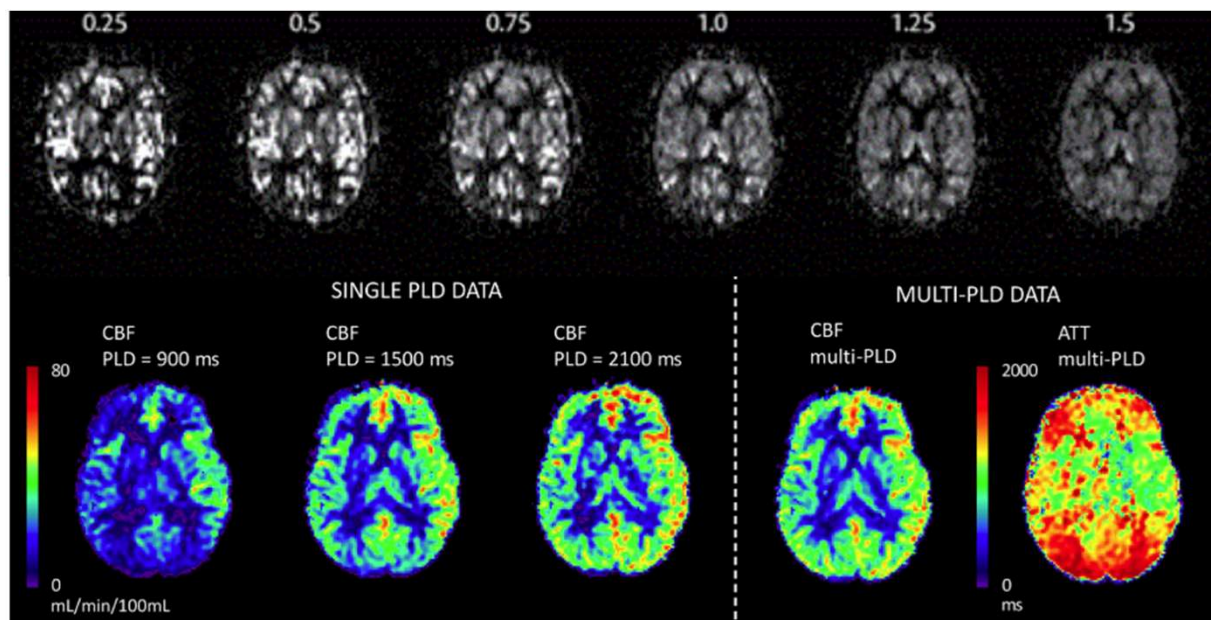 0.25 0.5 0.75 1.0 1.25 1.5
SINGLE PLD DATA
MULTI-PLD DATA
CBF
PLD = 900 ms
CBF
PLD = 1500 ms
CBF
PLD = 2100 ms
CBF
multi-PLD
ATT
multi-PLD
80
0
mL/min/100mL
2000
0
ms